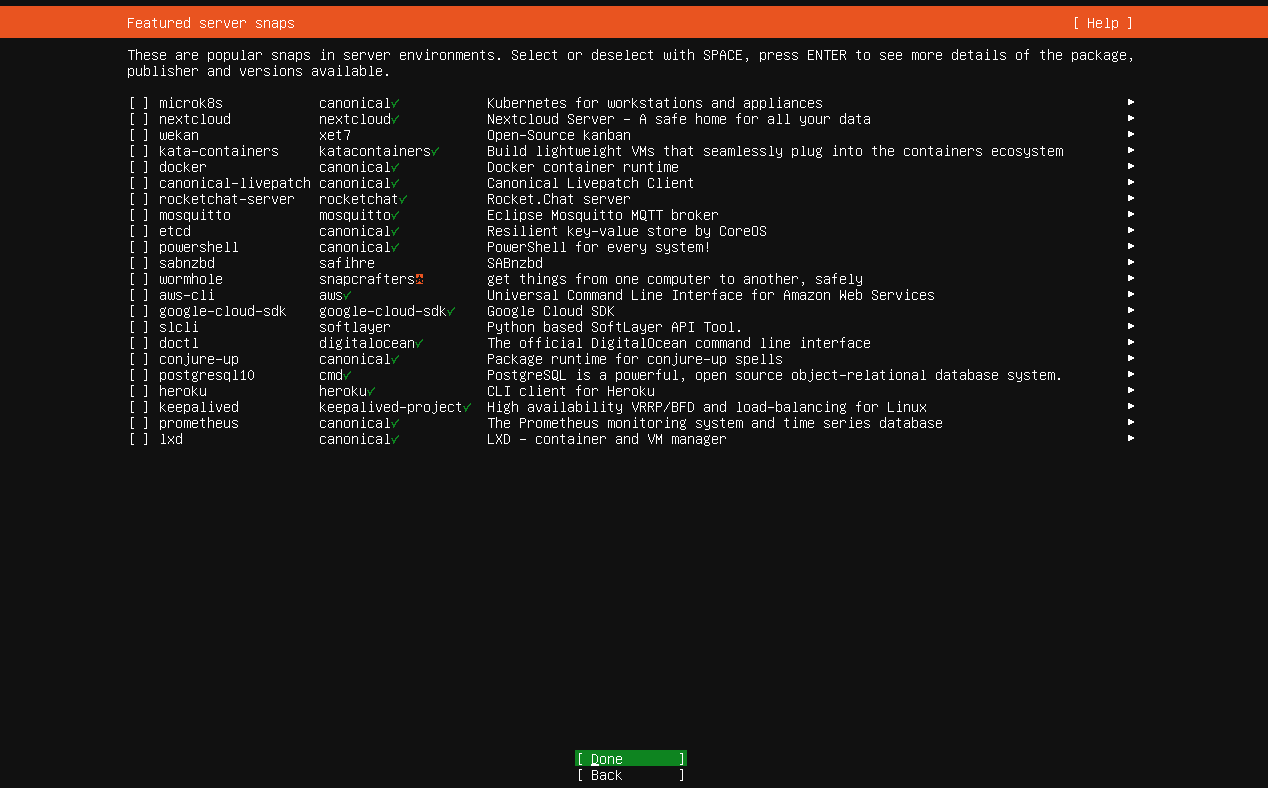 Featured server snaps [ Help ]
These are popular snaps in server environments. Select or deselect with SPACE, press ENTER to see more details of the package,
publisher and versions available.
[ ] microk8s canonical✓ Kubernetes for workstations and appliances ▸
[ ] nextcloud nextcloud✓ Nextcloud Server - A safe home for all your data ▸
[ ] wekan xet7 Open-Source kanban ▸
[ ] kata-containers katacontainers✓ Build lightweight VMs that seamlessly plug into the containers ecosystem ▸
[ ] docker canonical✓ Docker container runtime ▸
[ ] canonical-livepatch canonical✓ Canonical Livepatch Client ▸
[ ] rocketchat-server rocketchat✓ Rocket.Chat server ▸
[ ] mosquitto mosquitto✓ Eclipse Mosquitto MQTT broker ▸
[ ] etcd canonical✓ Resilient key-value store by CoreOS ▸
[ ] powershell canonical✓ PowerShell for every system! ▸
[ ] sabnzbd safihre SABnzbd ▸
[ ] wormhole snapcrafters get things from one computer to another, safely ▸
[ ] aws-cli aws✓ Universal Command Line Interface for Amazon Web Services ▸
[ ] google-cloud-sdk google-cloud-sdk✓ Google Cloud SDK ▸
[ ] slcli softlayer Python based SoftLayer API Tool. ▸
[ ] doctl digitalocean✓ The official DigitalOcean command line interface ▸
[ ] conjure-up canonical✓ Package runtime for conjure-up spells ▸
[ ] postgresql10 cmd✓ PostgreSQL is a powerful, open source object-relational database system. ▸
[ ] heroku heroku✓ CLI client for Heroku ▸
[ ] keepalived keepalived-project✓ High availability VRRP/BFD and load-balancing for Linux ▸
[ ] prometheus canonical✓ The Prometheus monitoring system and time series database ▸
[ ] lxd canonical✓ LXD - container and VM manager ▸
[ Done ]
[ Back ]